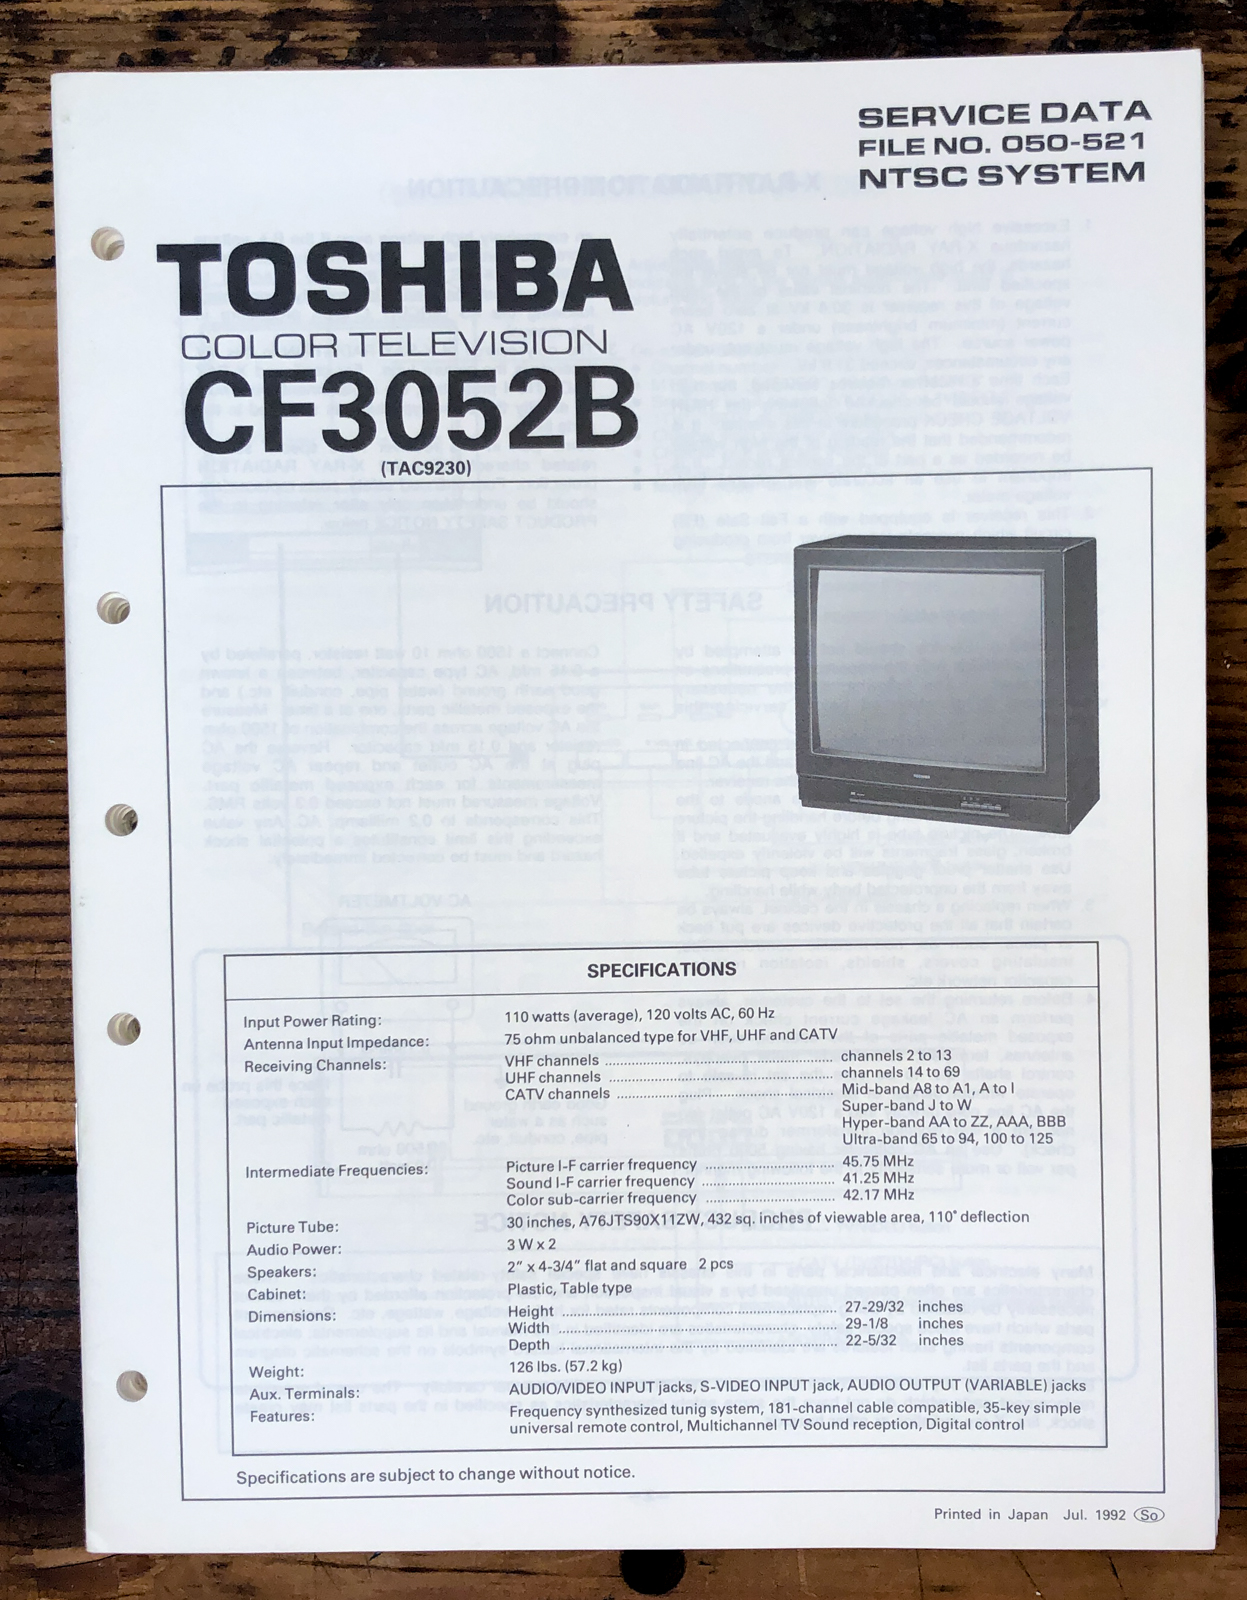 SERVICE DATA
FILE NO. 050-521
NTSC SYSTEM
TOSHIBA
COLOR TELEVISION
CF3052B
(TAC9230)
TOSHIBA
SPECIFICATIONS
Input Power Rating: 110 watts (average), 120 volts AC, 60 Hz
Antenna Input Impedance: 75 ohm unbalanced type for VHF, UHF and CATV
Receiving Channels: VHF channels ........ channels 2 to 13
UHF channels ........ channels 14 to 69
CATV channels ........ Mid-band A8 to A1, A to I
Super-band J to W
Hyper-band AA to ZZ, AAA, BBB
Ultra-band 65 to 94, 100 to 125
Intermediate Frequencies: Picture I-F carrier frequency ........ 45.75 MHz
Sound I-F carrier frequency ........ 41.25 MHz
Color sub-carrier frequency ........ 42.17 MHz
Picture Tube: 30 inches, A76JTS90X11ZW, 432 sq. inches of viewable area, 110° deflection
Audio Power: 3 W x 2
Speakers: 2" x 4-3/4" flat and square 2 pcs
Cabinet: Plastic, Table type
Dimensions: Height ........ 27-29/32 inches
Width ........ 29-1/8 inches
Depth ........ 22-5/32 inches
Weight: 126 lbs. (57.2 kg)
Aux. Terminals: AUDIO/VIDEO INPUT jacks, S-VIDEO INPUT jack, AUDIO OUTPUT (VARIABLE) jacks
Features: Frequency synthesized tunig system, 181-channel cable compatible, 35-key simple
universal remote control, Multichannel TV Sound reception, Digital control
Specifications are subject to change without notice.
Printed in Japan Jul. 1992 So